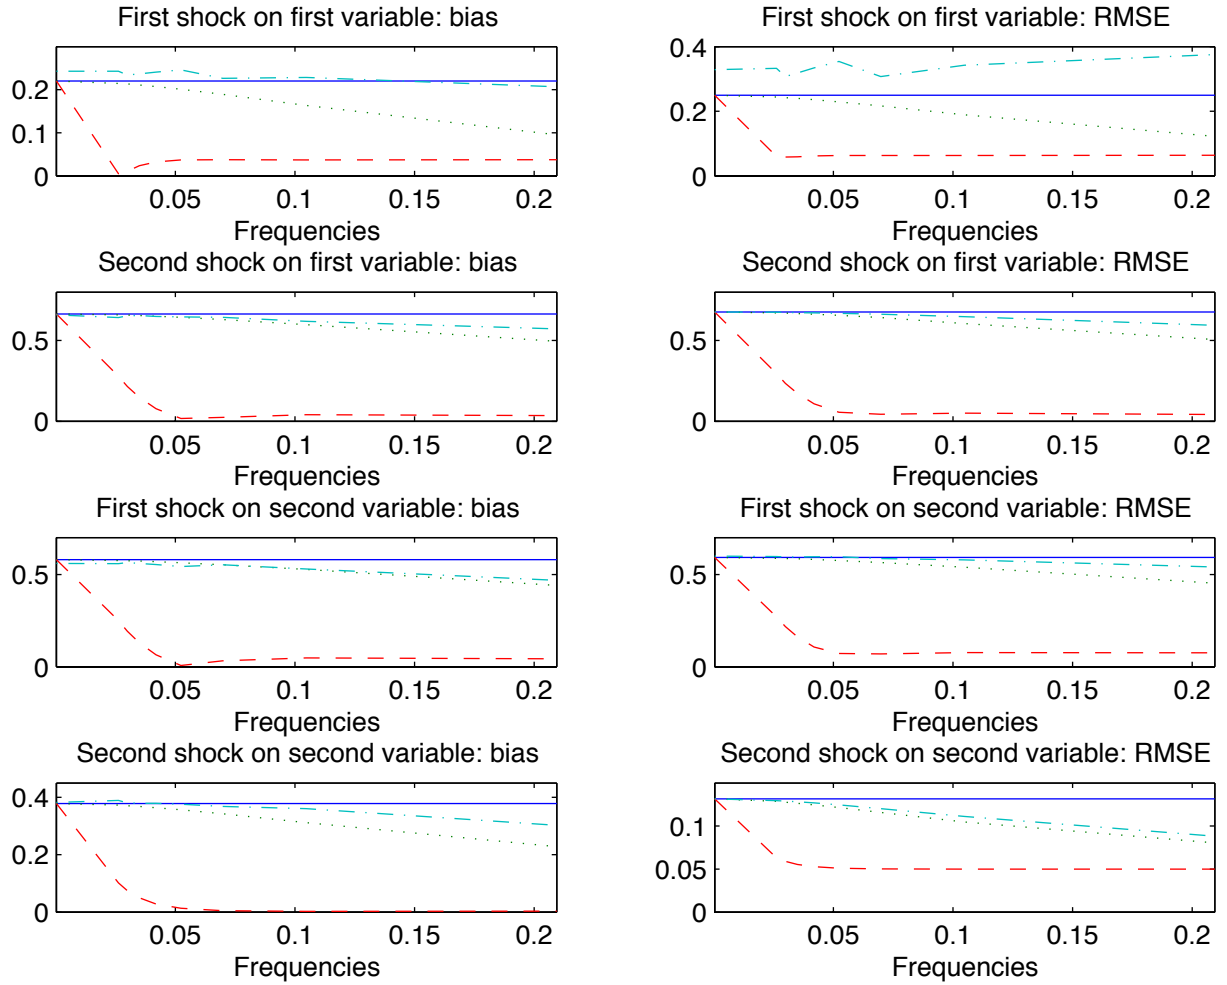 First shock on first variable: bias
0.2
0.1
0
0.05 0.1 0.15 0.2
Frequencies
First shock on first variable: RMSE
0.4
0.2
0
0.05 0.1 0.15 0.2
Frequencies
Second shock on first variable: bias
0.5
0
0.05 0.1 0.15 0.2
Frequencies
Second shock on first variable: RMSE
0.5
0
0.05 0.1 0.15 0.2
Frequencies
First shock on second variable: bias
0.5
0
0.05 0.1 0.15 0.2
Frequencies
First shock on second variable: RMSE
0.5
0
0.05 0.1 0.15 0.2
Frequencies
Second shock on second variable: bias
0.4
0.2
0
0.05 0.1 0.15 0.2
Frequencies
Second shock on second variable: RMSE
0.1
0.05
0
0.05 0.1 0.15 0.2
Frequencies